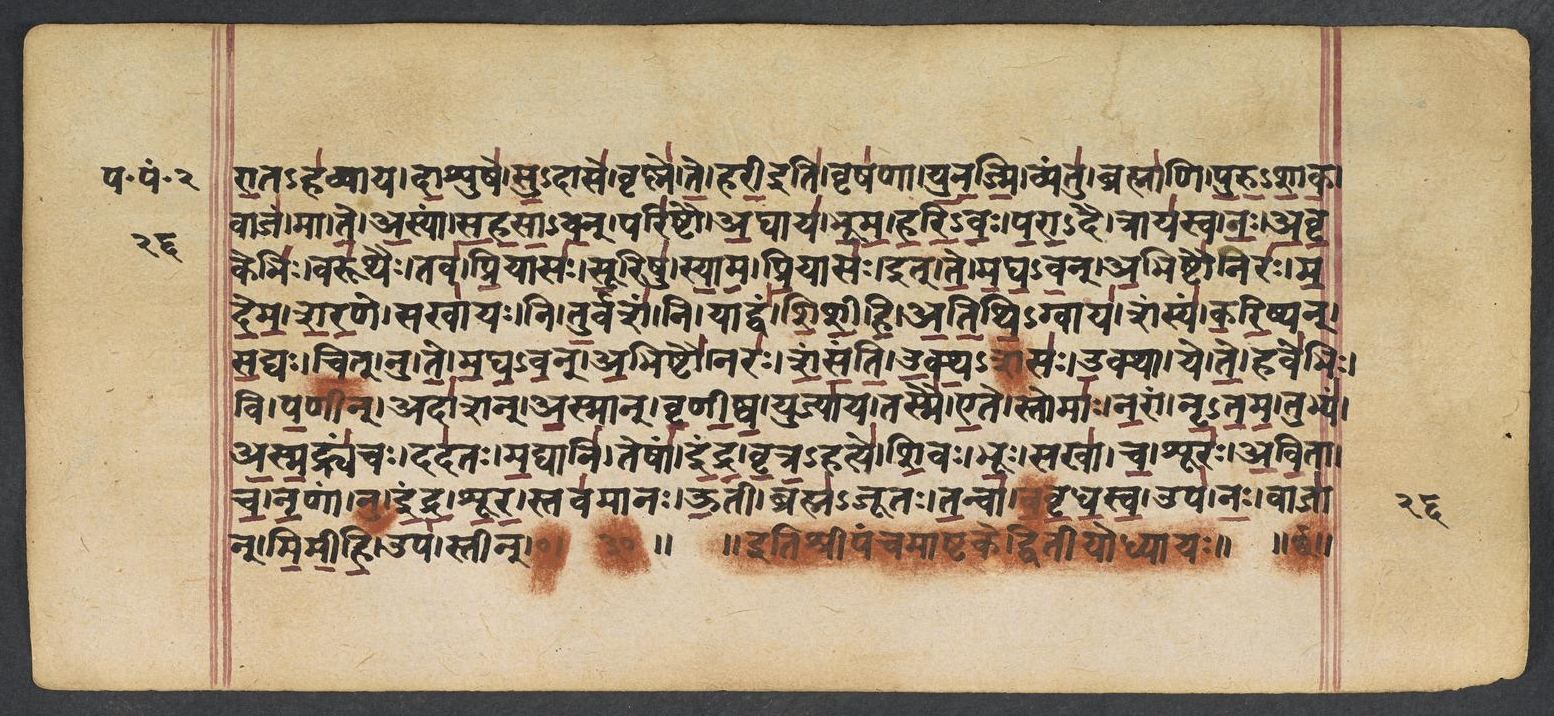 प॰पं॰२
रातऽहव्याय।दाशुषे।सुऽदासे।वृष्णे।ते।हरीइति।वृषणा।युनज्मि।व्यंतु।ब्रह्माणि।पुरुऽशाक।
वाजं।मा।ते।अस्यां।सहसाऽवन्।परिष्टौ।अघाय।भूम।हरिऽवः।पराऽदै।त्रायस्व।नः।अवृ
२६
केभिः।वरूथैः।तव।प्रियासः।सूरिषु।स्याम।प्रियासः।इत्।ते।मघऽवन्।अभिष्टौ।नरः।म
देम।शरणे।सखायः।नि।तुर्वशं।नि।याद्वं।शिशीहि।अतिथिऽग्वाय।शंस्यं।करिष्यन्।
सद्यः।चित्।नु।ते।मघऽवन्।अभिष्टौ।नरः।शंसंति।उक्थऽशसः।उक्था।ये।ते।हवेभिः।
वि।पणीन्।अदाशन्।अस्मान्।वृणीष्व।युज्याय।तस्मै।एते।स्तोमाः।नरां।नृऽतम।तुभ्यं।
अस्मद्र्यंचः।ददतः।मघानि।तेषां।इंद्र।वृत्रऽहत्ये।शिवः।भूः।सखा।च।शूरः।अविता।
च।नृणां।नु।इंद्र।शूर।स्तवमानः।ऊती।ब्रह्मऽजूतः।तन्वा।ववृधस्व।उप।नः।वाजा
२६
न्।मिमीहि।उप।स्तीन्।०। ३० ॥ ॥इतिश्रीपंचमाष्टकेद्वितीयोध्यायः॥ ॥६॥